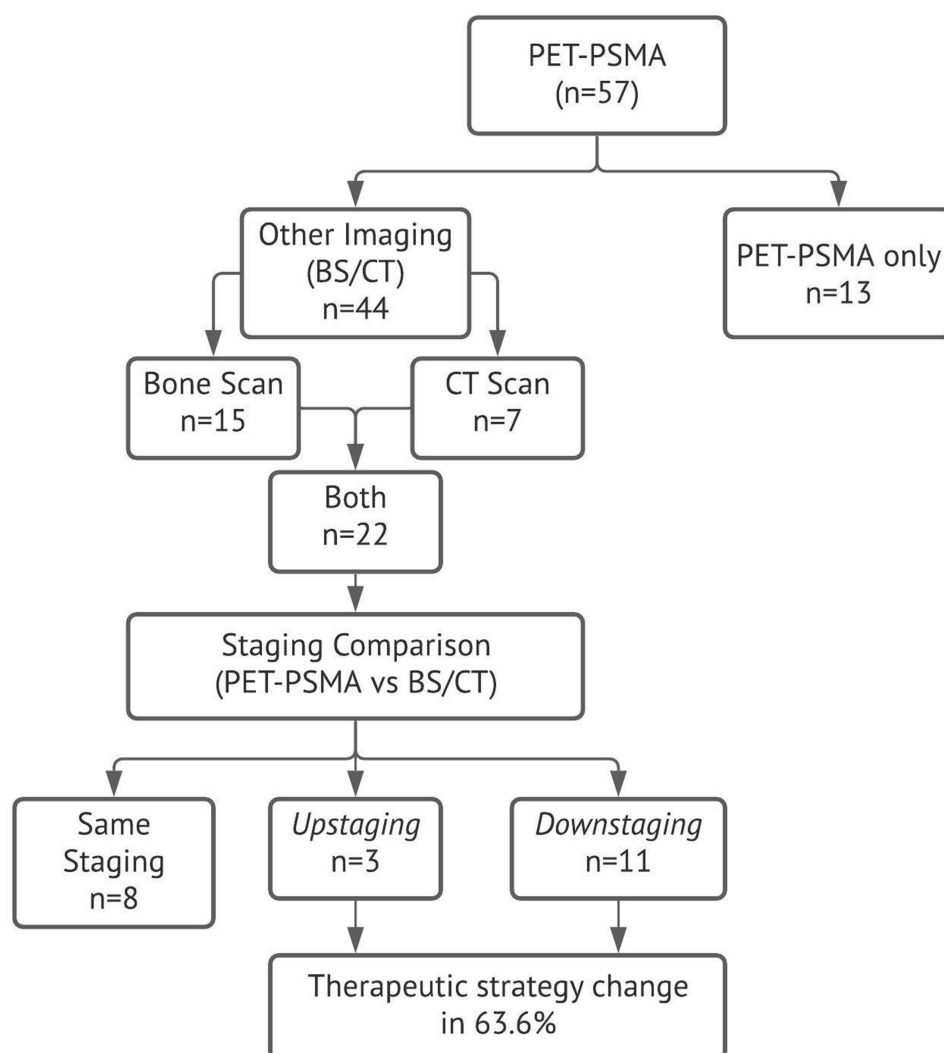 PET-PSMA
(n=57)
Other Imaging
(BS/CT)
n=44
PET-PSMA only
n=13
Bone Scan
n=15
CT Scan
n=7
Both
n=22
Staging Comparison
(PET-PSMA vs BS/CT)
Same
Staging
n=8
Upstaging
n=3
Downstaging
n=11
Therapeutic strategy change
in 63.6%